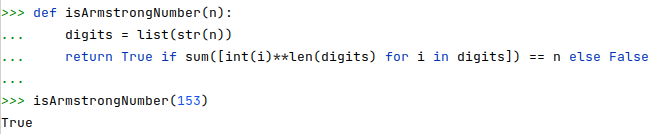 >>> def isArmstrongNumber(n):
...     digits = list(str(n))
...     return True if sum([int(i)**len(digits) for i in digits]) == n else False
...
>>> isArmstrongNumber(153)
True